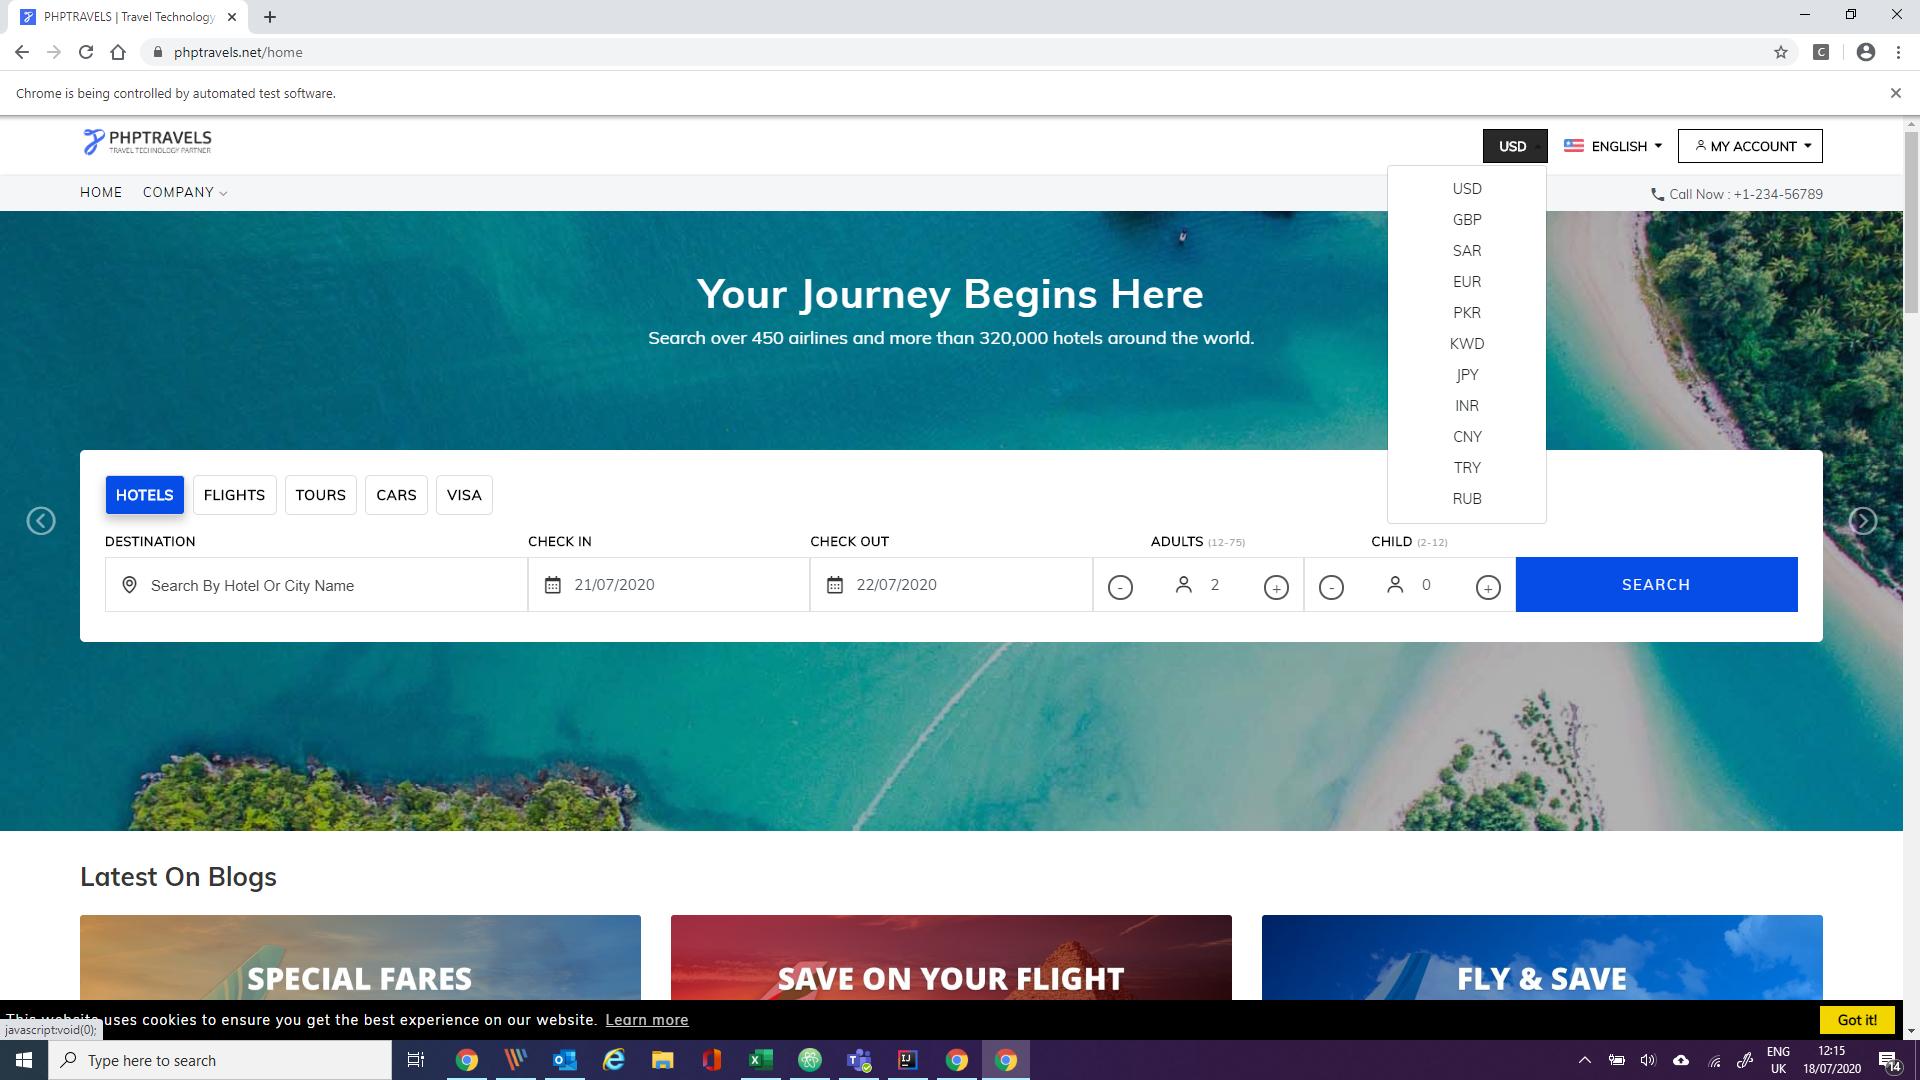 PHPTRAVELS | Travel Technology
phptravels.net/home
Chrome is being controlled by automated test software.
PHPTRAVELS
TRAVEL TECHNOLOGY PARTNER
USD
ENGLISH
MY ACCOUNT
HOME
COMPANY
Call Now : +1-234-56789
USD
GBP
SAR
EUR
PKR
KWD
JPY
INR
CNY
TRY
RUB
Your Journey Begins Here
Search over 450 airlines and more than 320,000 hotels around the world.
HOTELS
FLIGHTS
TOURS
CARS
VISA
DESTINATION
CHECK IN
CHECK OUT
ADULTS (12-75)
CHILD (2-12)
Search By Hotel Or City Name
21/07/2020
22/07/2020
- 2 +
- 0 +
SEARCH
Latest On Blogs
SPECIAL FARES
SAVE ON YOUR FLIGHT
FLY & SAVE
This website uses cookies to ensure you get the best experience on our website. Learn more
Got it!
javascript:void(0);
Type here to search
ENG
UK
12:15
18/07/2020
14